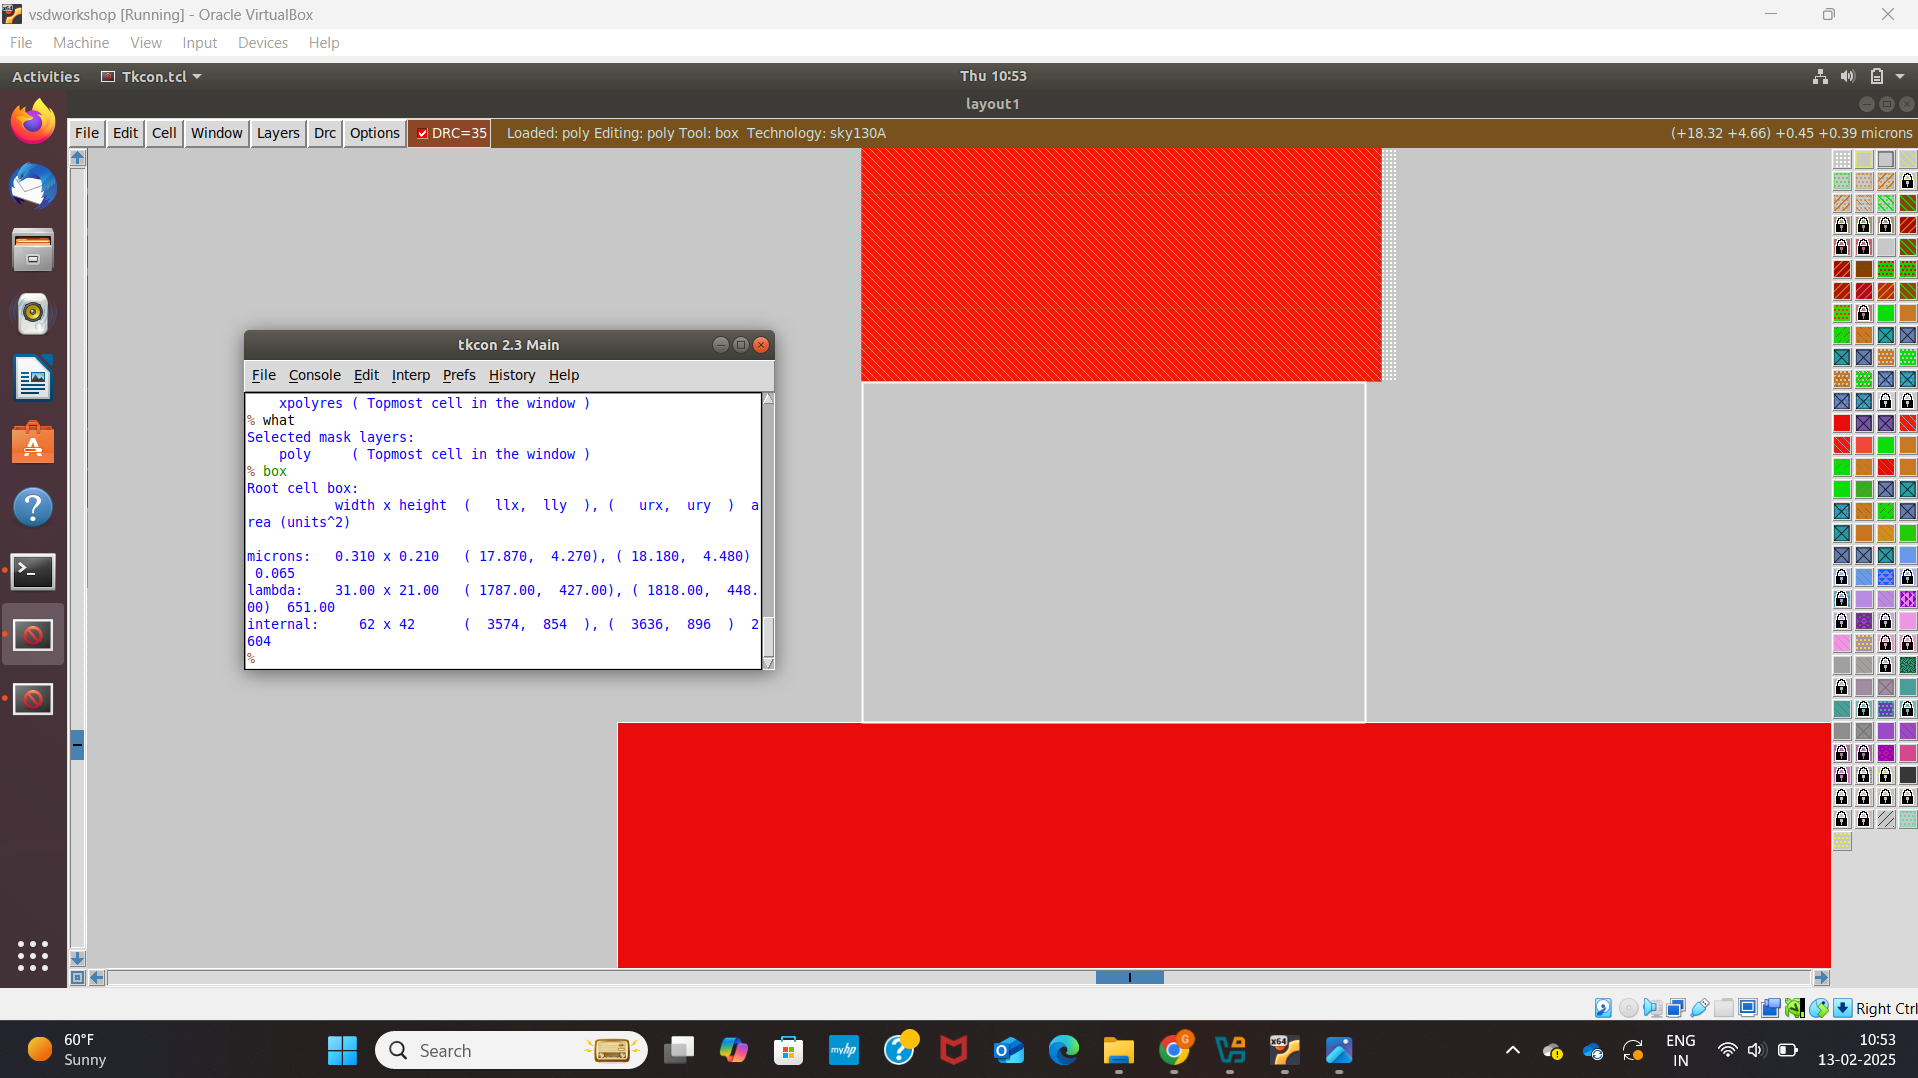 vsdworkshop [Running] - Oracle VirtualBox
File Machine View Input Devices Help
Activities Tkcon.tcl Thu 10:53
layout1
File Edit Cell Window Layers Drc Options DRC=35 Loaded: poly Editing: poly Tool: box Technology: sky130A (+18.32 +4.66) +0.45 +0.39 microns
tkcon 2.3 Main
File Console Edit Interp Prefs History Help
xpolyres ( Topmost cell in the window )
% what
Selected mask layers:
poly ( Topmost cell in the window )
% box
Root cell box:
width x height ( llx, lly ), ( urx, ury ) a
rea (units^2)
microns: 0.310 x 0.210 ( 17.870, 4.270), ( 18.180, 4.480)
0.065
lambda: 31.00 x 21.00 ( 1787.00, 427.00), ( 1818.00, 448.
00) 651.00
internal: 62 x 42 ( 3574, 854 ), ( 3636, 896 ) 2
604
%
Right Ctrl
60°F
Sunny
Search
myhp
G
X64
ENG
IN
10:53
13-02-2025